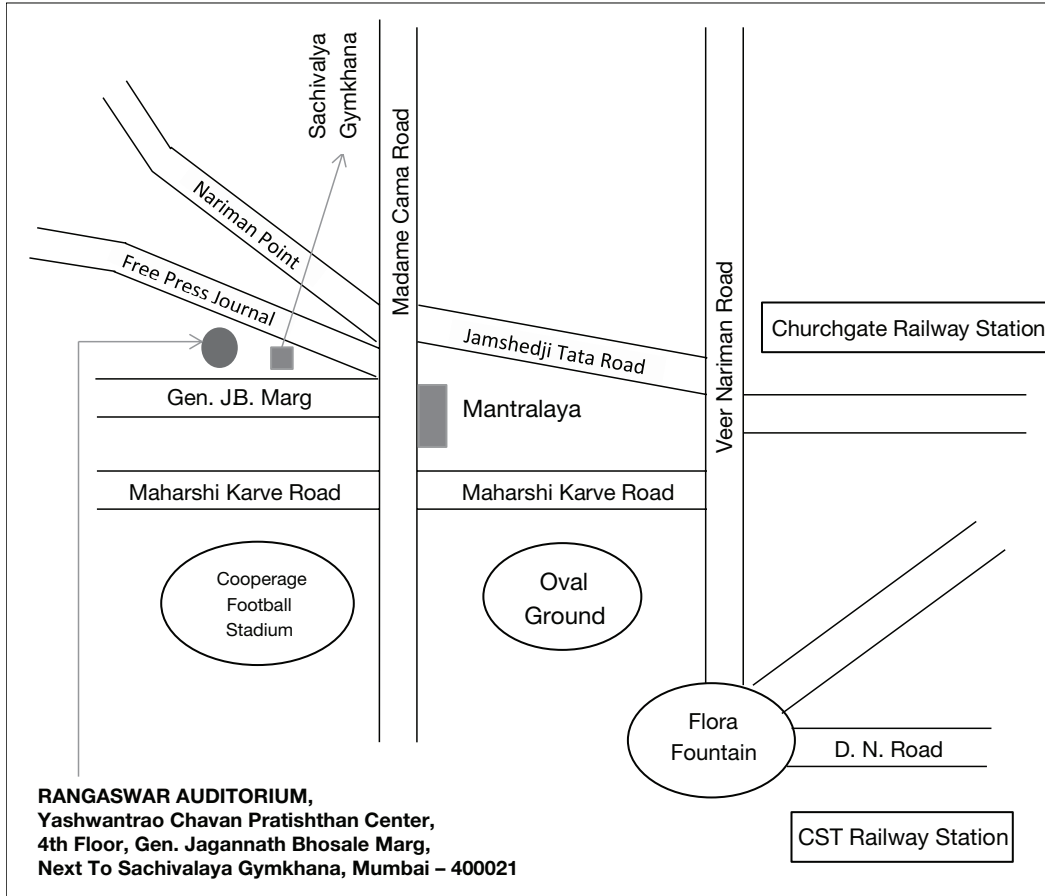 Sachivalya
Gymkhana
Madame Cama Road
Nariman Point
Free Press Journal
Jamshedji Tata Road
Veer Nariman Road
Churchgate Railway Station
Gen. J.B. Marg
Mantralaya
Maharshi Karve Road
Maharshi Karve Road
Cooperage
Football
Stadium
Oval
Ground
Flora
Fountain
D. N. Road
RANGASWAR AUDITORIUM,
Yashwantrao Chavan Pratishthan Center,
4th Floor, Gen. Jagannath Bhosale Marg,
Next To Sachivalaya Gymkhana, Mumbai – 400021
CST Railway Station